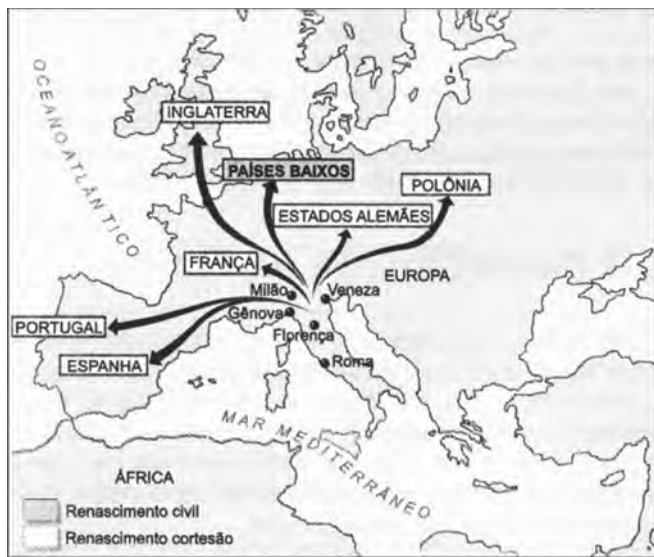 OCEANO ATLÂNTICO
INGLATERRA
PAÍSES BAIXOS
POLÔNIA
ESTADOS ALEMÃES
FRANÇA
EUROPA
Milão
Veneza
Gênova
PORTUGAL
Florença
ESPANHA
Roma
MAR MEDITERRÂNEO
ÁFRICA
Renascimento civil
Renascimento cortesão